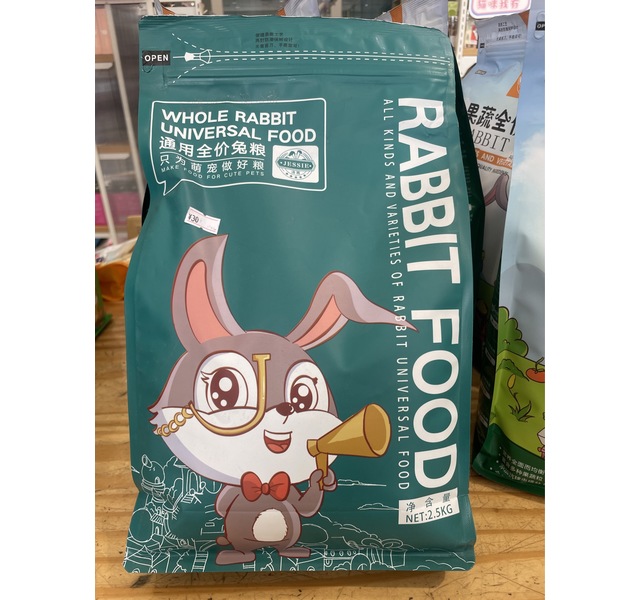 OPEN
WHOLE RABBIT
UNIVERSAL FOOD
通用全价兔粮
只为萌宠做好粮
MAKE FOOD FOR CUTE PETS
JESSIE
¥30
RABBIT FOOD
ALL KINDS AND VARIETIES OF RABBIT UNIVERSAL FOOD
净含量
NET:2.5KG
果蔬全价